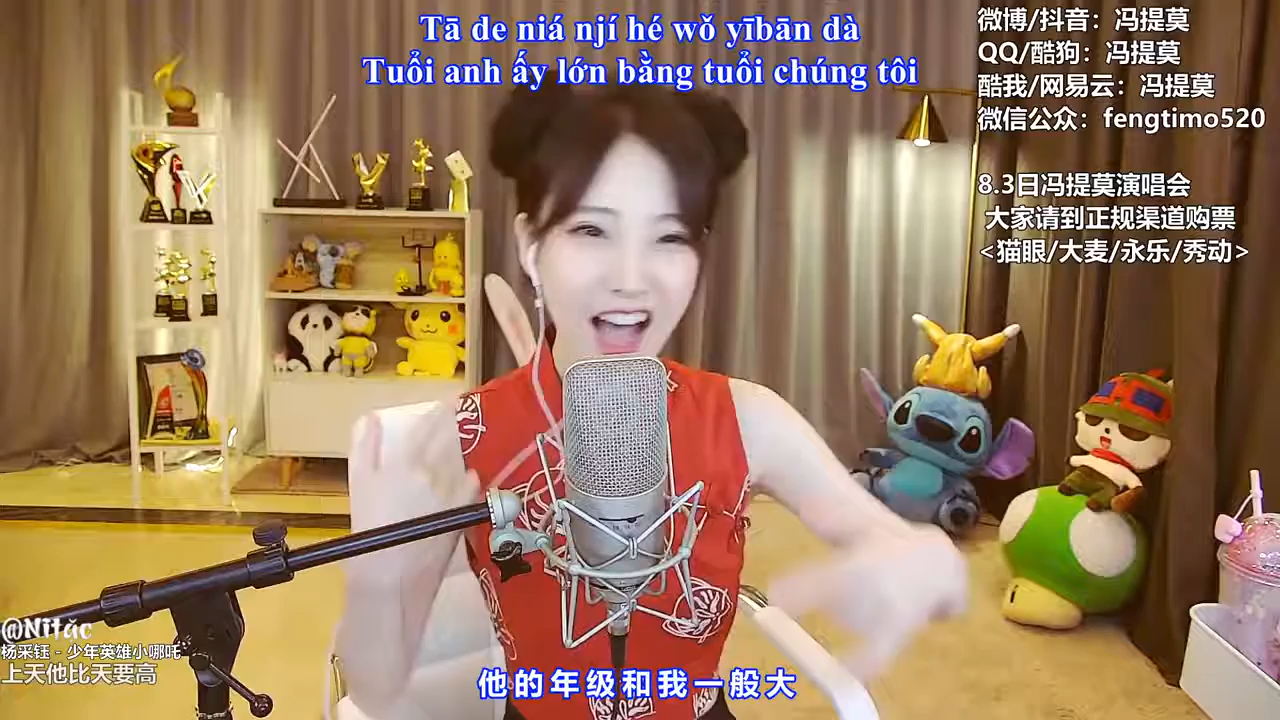 Tā de niá njí hé wǒ yībān dà
Tuổi anh ấy lớn bằng tuổi chúng tôi
微博/抖音：冯提莫
QQ/酷狗：冯提莫
酷我/网易云：冯提莫
微信公众：fengtimo520
8.3日冯提莫演唱会
大家请到正规渠道购票
<猫眼/大麦/永乐/秀动>
@Nităc
杨采钰 - 少年英雄小哪吒
上天他比天要高
他的年级和我一般大